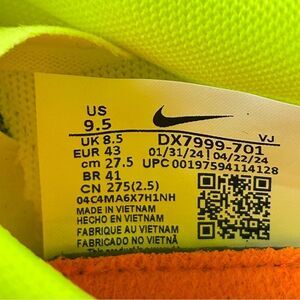 US
9.5
UK 8.5
EUR 43
cm 27.5
BR 41
CN 275(2.5)
VJ
DX7999-701
01/31/24 | 04/22/24
UPC 00197594114128
04C4MA6X7H1NH
MADE IN VIETNAM
HECHO EN VIETNAM
FABRIQUE AU VIETNAM
FABRICADO NO VIETNÃ